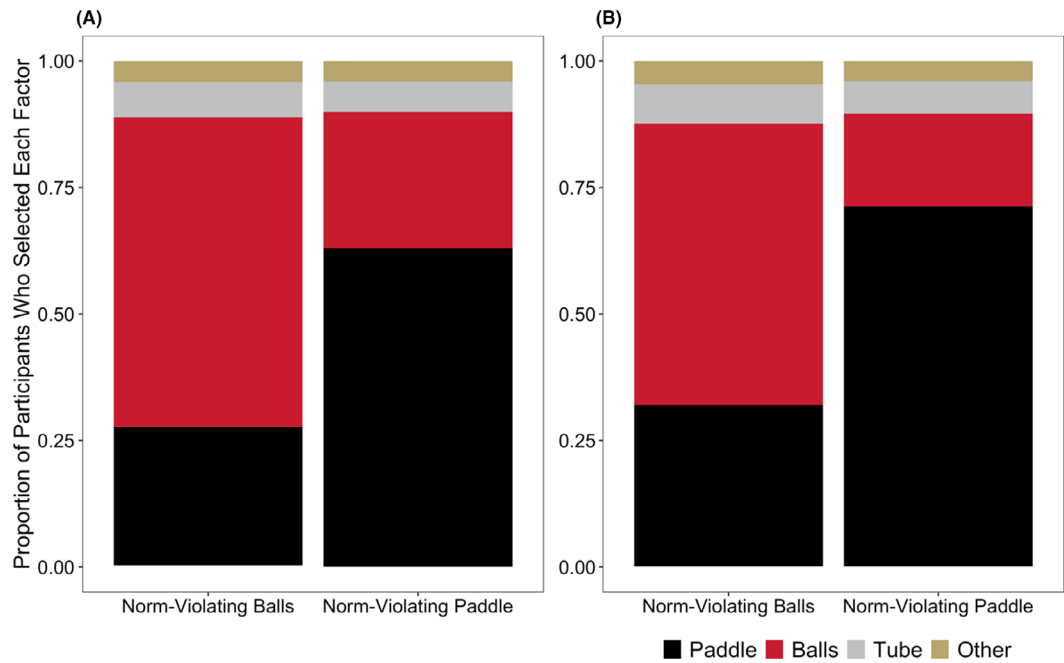 (A)
(B)
Proportion of Participants Who Selected Each Factor
1.00
0.75
0.50
0.25
0.00
Norm-Violating Balls
Norm-Violating Paddle
1.00
0.75
0.50
0.25
0.00
Norm-Violating Balls
Norm-Violating Paddle
Paddle
Balls
Tube
Other